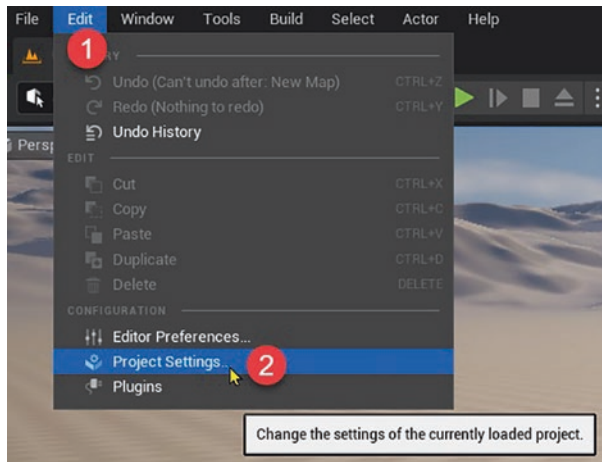 File Edit Window Tools Build Select Actor Help
1
RY
Undo (Can't undo after: New Map) CTRL+Z
Redo (Nothing to redo) CTRL+Y
Undo History
Persp
EDIT
Cut CTRL+X
Copy CTRL+C
Paste CTRL+V
Duplicate CTRL+D
Delete DELETE
CONFIGURATION
Editor Preferences...
Project Settings... 2
Plugins
Change the settings of the currently loaded project.